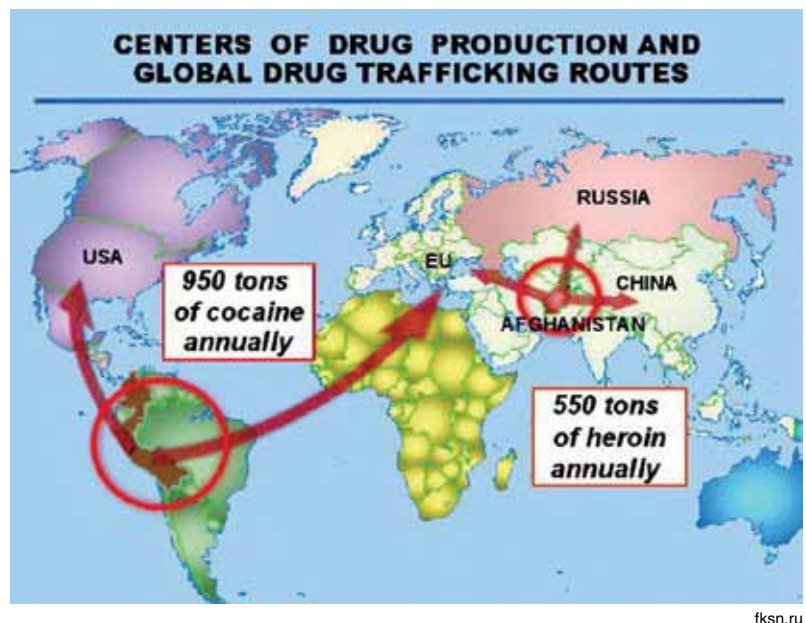 CENTERS OF DRUG PRODUCTION AND
GLOBAL DRUG TRAFFICKING ROUTES
RUSSIA
USA
EU
950 tons
of cocaine
annually
CHINA
AFGHANISTAN
550 tons
of heroin
annually
fksn.ru